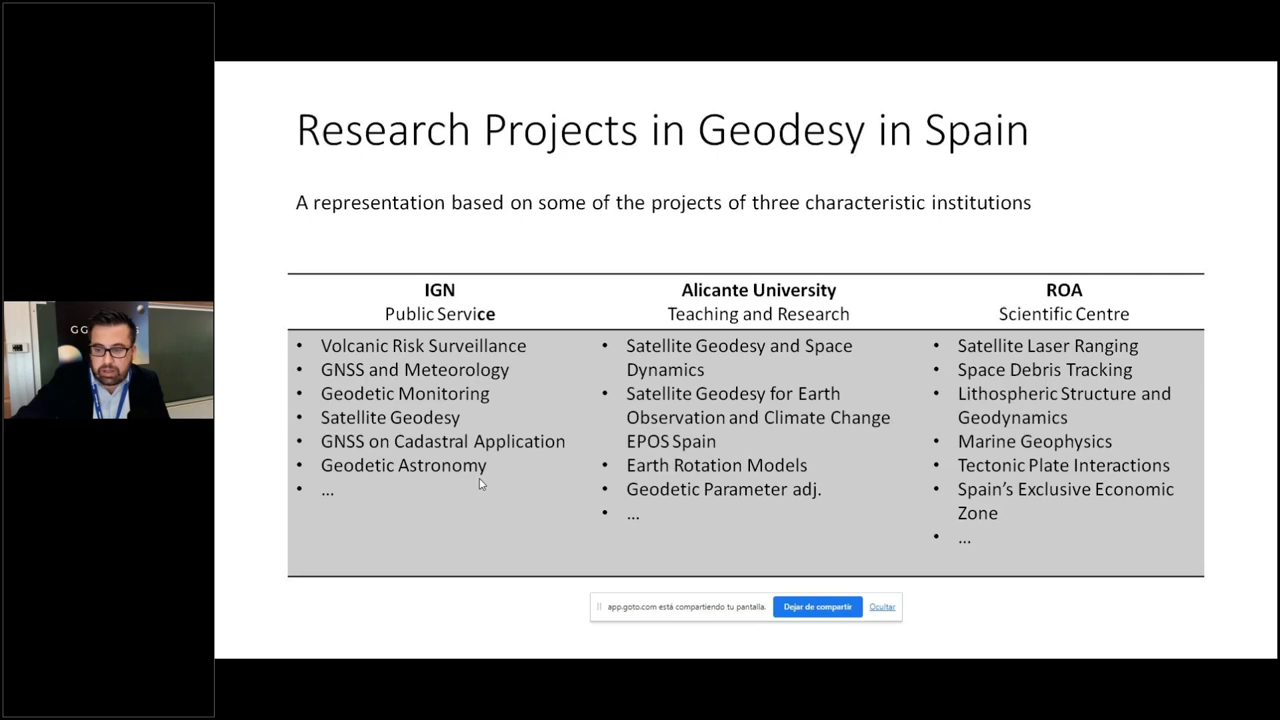 Research Projects in Geodesy in Spain
A representation based on some of the projects of three characteristic institutions
IGN
Public Service
Alicante University
Teaching and Research
ROA
Scientific Centre
• Volcanic Risk Surveillance
• GNSS and Meteorology
• Geodetic Monitoring
• Satellite Geodesy
• GNSS on Cadastral Application
• Geodetic Astronomy
• ...
• Satellite Geodesy and Space
Dynamics
• Satellite Geodesy for Earth
Observation and Climate Change
EPOS Spain
• Earth Rotation Models
• Geodetic Parameter adj.
• ...
• Satellite Laser Ranging
• Space Debris Tracking
• Lithospheric Structure and
Geodynamics
• Marine Geophysics
• Tectonic Plate Interactions
• Spain’s Exclusive Economic
Zone
• ...
app.goto.com está compartiendo tu pantalla.
Dejar de compartir
Ocultar